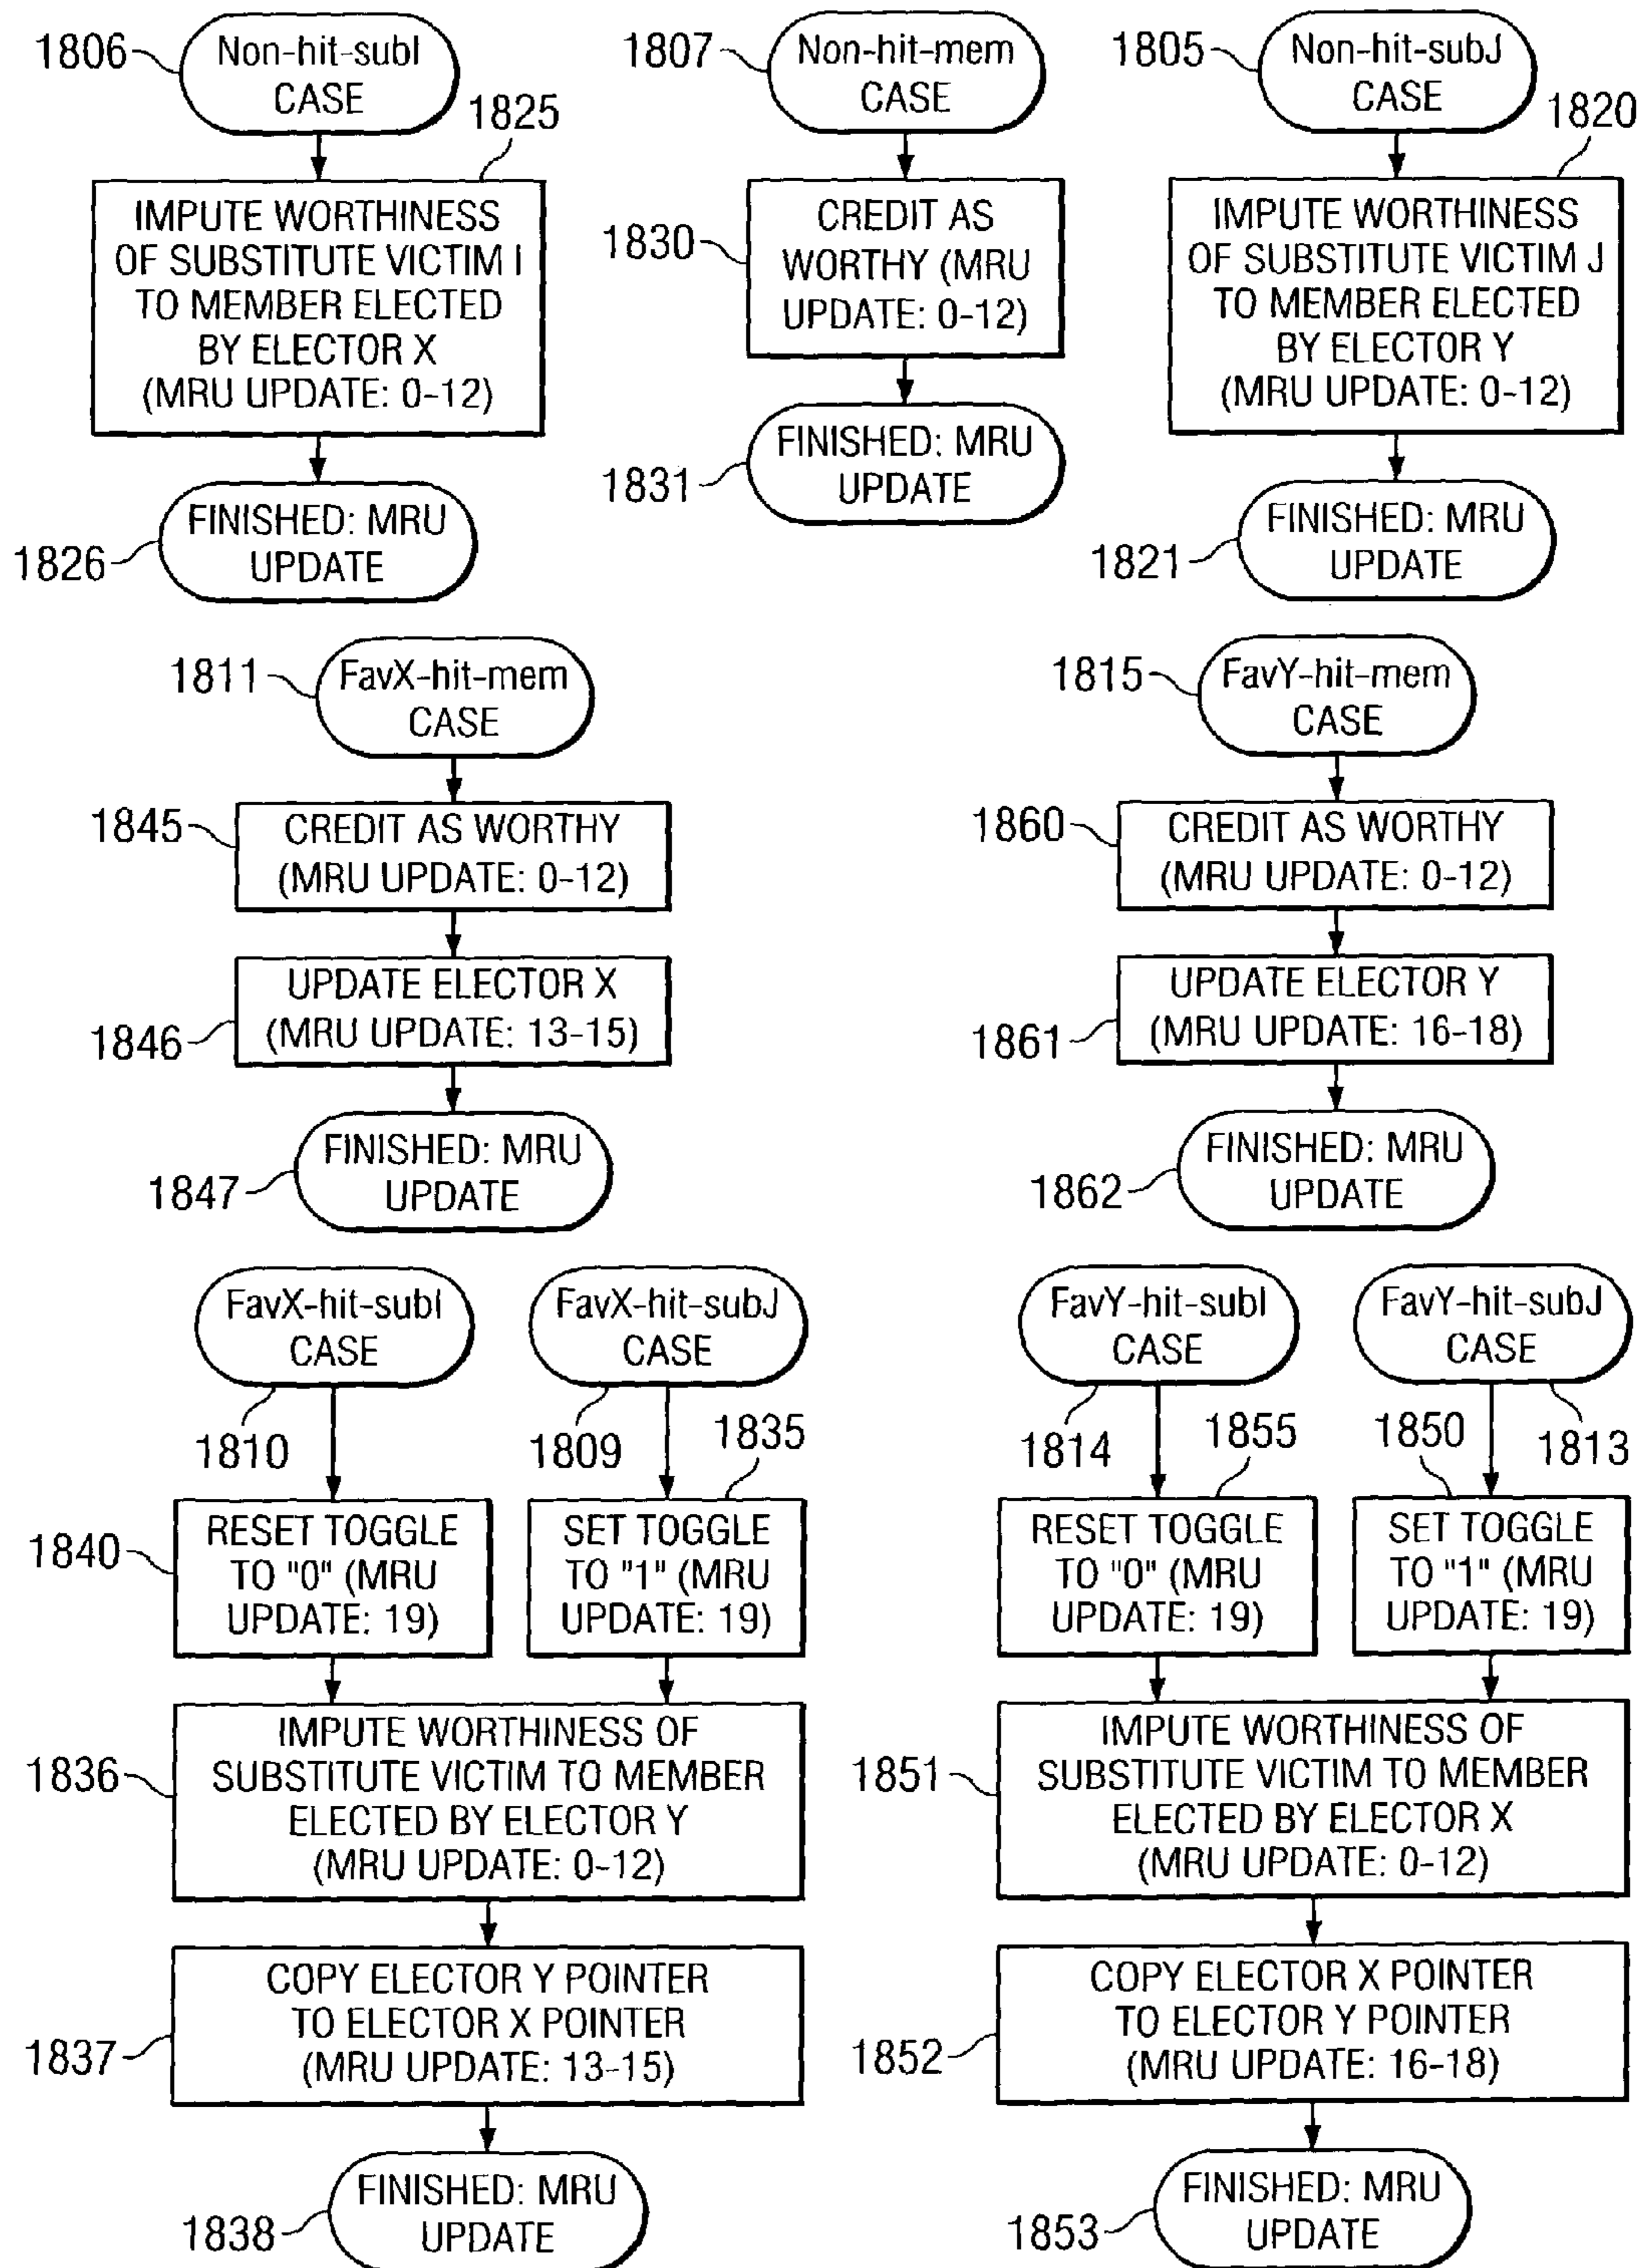 1806
Non-hit-subI
CASE
1825
IMPUTE WORTHINESS
OF SUBSTITUTE VICTIM I
TO MEMBER ELECTED
BY ELECTOR X
(MRU UPDATE: 0-12)
FINISHED: MRU
UPDATE
1826
1807
Non-hit-mem
CASE
1830
CREDIT AS
WORTHY (MRU
UPDATE: 0-12)
FINISHED: MRU
UPDATE
1831
1805
Non-hit-subJ
CASE
1820
IMPUTE WORTHINESS
OF SUBSTITUTE VICTIM J
TO MEMBER ELECTED
BY ELECTOR Y
(MRU UPDATE: 0-12)
FINISHED: MRU
UPDATE
1821
1811
FavX-hit-mem
CASE
1845
CREDIT AS WORTHY
(MRU UPDATE: 0-12)
UPDATE ELECTOR X
(MRU UPDATE: 13-15)
1846
FINISHED: MRU
UPDATE
1847
1815
FavY-hit-mem
CASE
1860
CREDIT AS WORTHY
(MRU UPDATE: 0-12)
UPDATE ELECTOR Y
(MRU UPDATE: 16-18)
1861
FINISHED: MRU
UPDATE
1862
FavX-hit-subI
CASE
1810
FavX-hit-subJ
CASE
1809
1835
1840
RESET TOGGLE
TO "0" (MRU
UPDATE: 19)
SET TOGGLE
TO "1" (MRU
UPDATE: 19)
1836
IMPUTE WORTHINESS OF
SUBSTITUTE VICTIM TO MEMBER
ELECTED BY ELECTOR Y
(MRU UPDATE: 0-12)
COPY ELECTOR Y POINTER
TO ELECTOR X POINTER
(MRU UPDATE: 13-15)
1837
FINISHED: MRU
UPDATE
1838
FavY-hit-subI
CASE
1814
1855
FavY-hit-subJ
CASE
1850
1813
RESET TOGGLE
TO "0" (MRU
UPDATE: 19)
SET TOGGLE
TO "1" (MRU
UPDATE: 19)
1851
IMPUTE WORTHINESS OF
SUBSTITUTE VICTIM TO MEMBER
ELECTED BY ELECTOR X
(MRU UPDATE: 0-12)
COPY ELECTOR X POINTER
TO ELECTOR Y POINTER
(MRU UPDATE: 16-18)
1852
FINISHED: MRU
UPDATE
1853